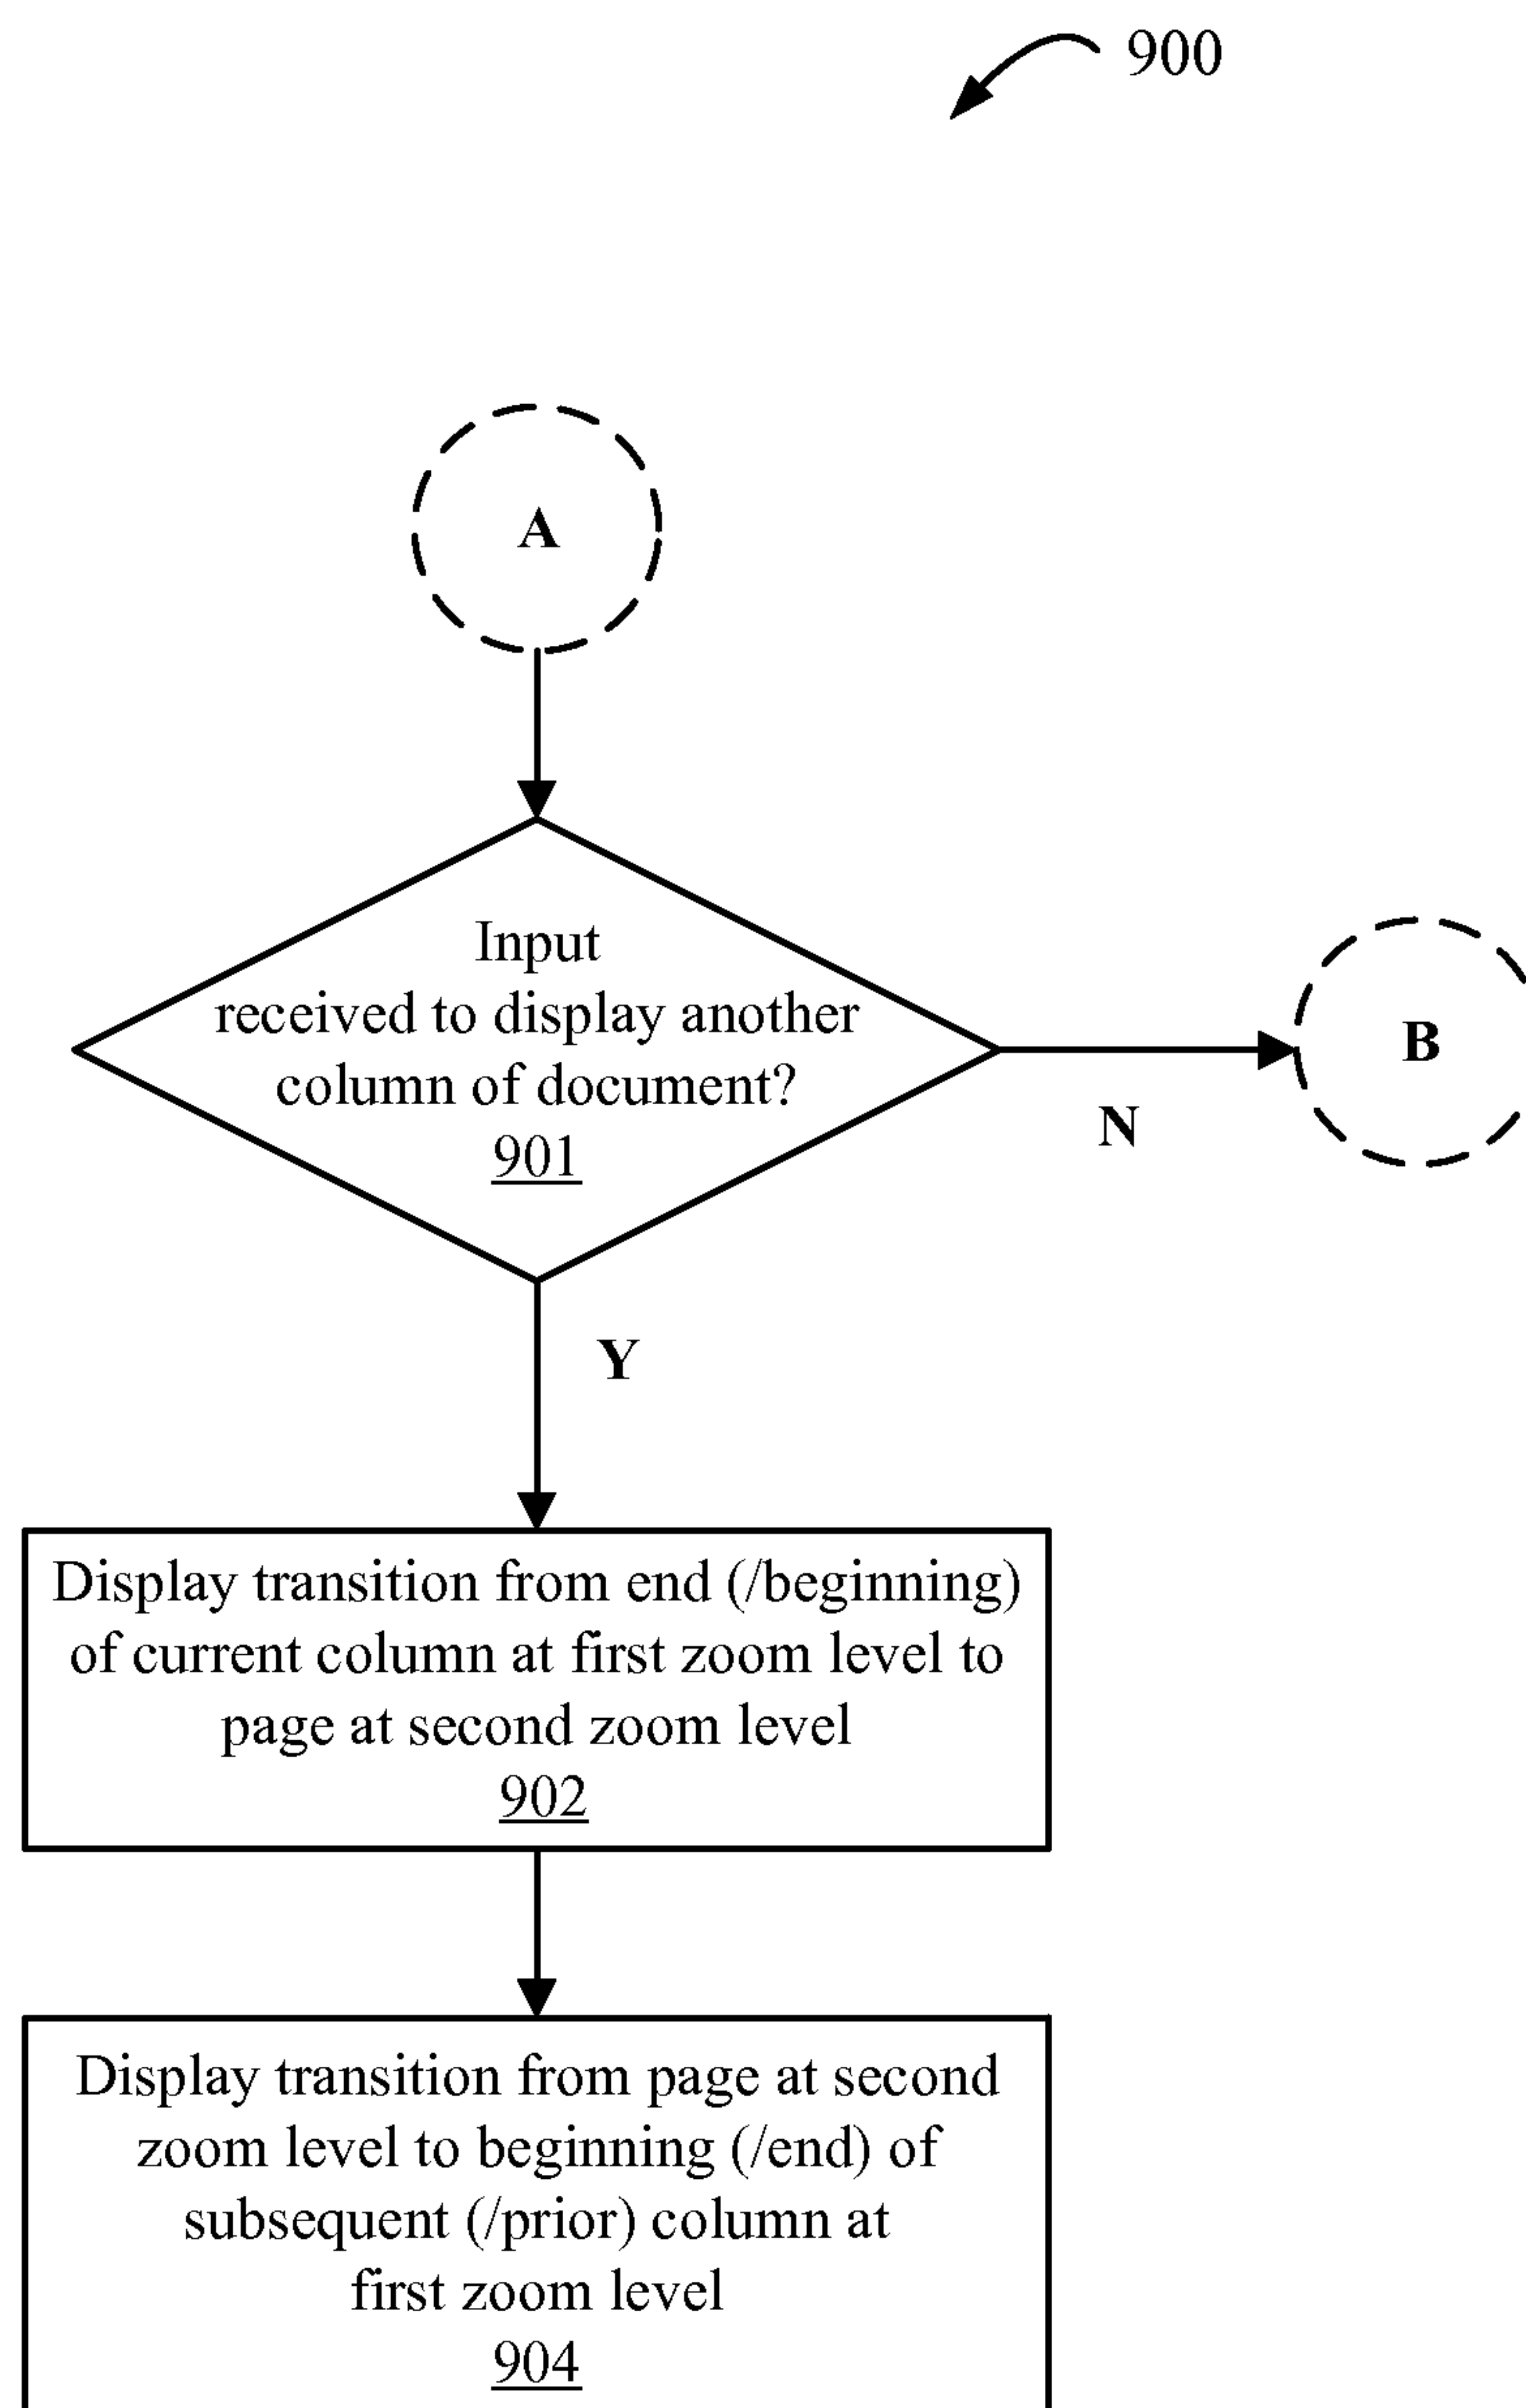 900
A
Input
received to display another
column of document?
901
B
N
Y
Display transition from end (/beginning)
of current column at first zoom level to
page at second zoom level
902
Display transition from page at second
zoom level to beginning (/end) of
subsequent (/prior) column at
first zoom level
904